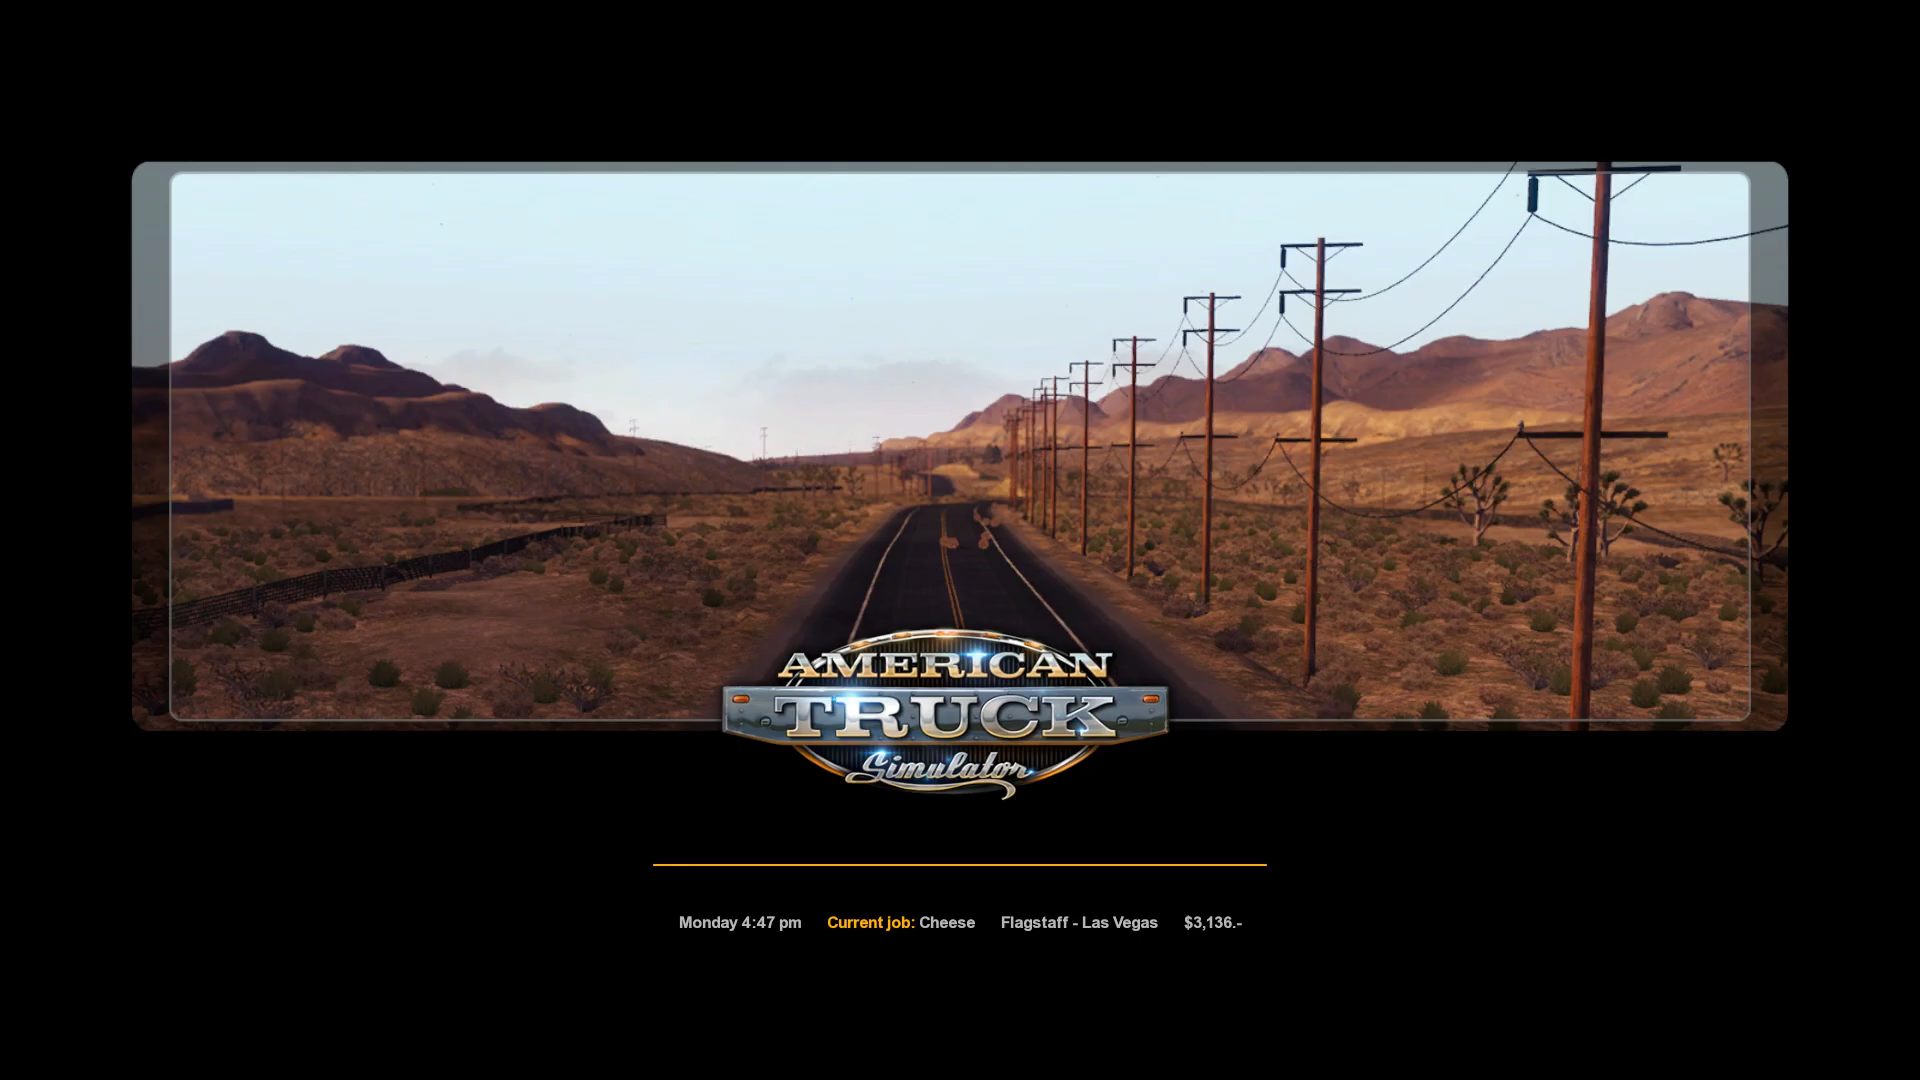 AMERICAN
TRUCK
Simulator
Monday 4:47 pm Current job: Cheese Flagstaff - Las Vegas $3,136.-